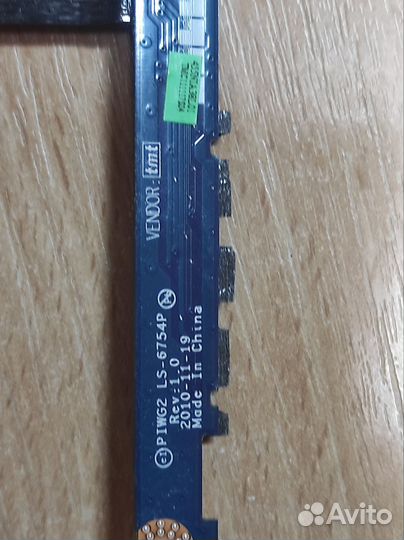 VENDOR: tmt
PIWG2 LS-6754P
Rev:1.0
2010-11-19
Made In China
Avito